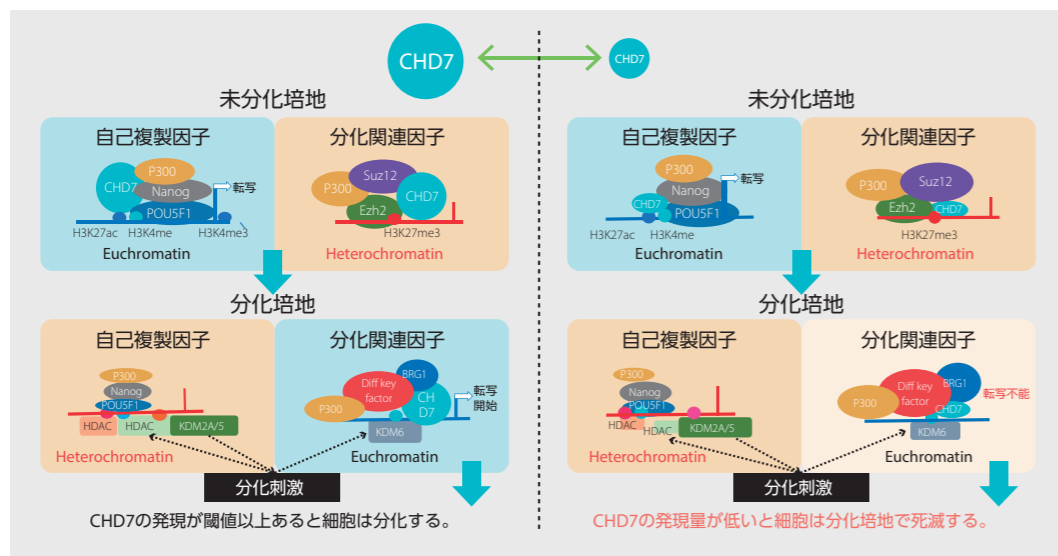 CHD7
CHD7
未分化培地
自己複製因子
分化関連因子
P300
CHD7
Nanog
転写
POU5F1
H3K27ac
H3K4me
H3K4me3
Euchromatin
Suz12
P300
CHD7
Ezh2
H3K27me3
Heterochromatin
分化培地
自己複製因子
分化関連因子
P300
Nanog
POU5F1
HDAC
HDAC
KDM2A/5
Heterochromatin
BRG1
Diff key
factor
CH
D7
P300
転写
開始
KDM6
Euchromatin
分化刺激
CHD7の発現が閾値以上あると細胞は分化する。
未分化培地
自己複製因子
分化関連因子
P300
Nanog
転写
CHD7
POU5F1
H3K27ac
H3K4me
Euchromatin
P300
Suz12
Ezh2
CHD7
H3K27me3
Heterochromatin
分化培地
自己複製因子
分化関連因子
P300
Nanog
POU5F1
HDAC
HDAC
KDM2A/5
Heterochromatin
Diff key
factor
BRG1
転写不能
P300
CHD7
KDM6
Euchromatin
分化刺激
CHD7の発現量が低いと細胞は分化培地で死滅する。